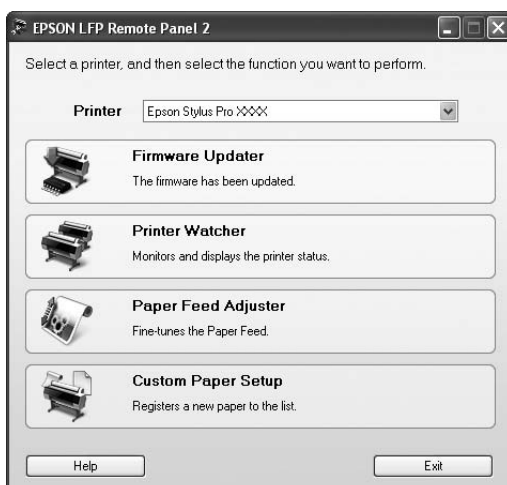 EPSON LFP Remote Panel 2
Select a printer, and then select the function you want to perform.
Printer Epson Stylus Pro XXXX
Firmware Updater
The firmware has been updated.
Printer Watcher
Monitors and displays the printer status.
Paper Feed Adjuster
Fine-tunes the Paper Feed.
Custom Paper Setup
Registers a new paper to the list.
Help Exit